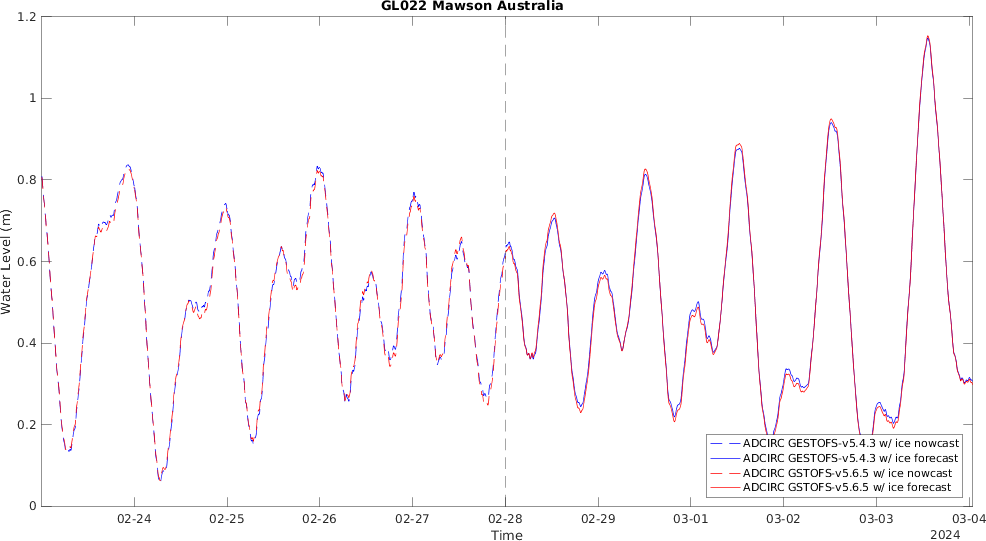 GL022 Mawson Australia
1.2
1
0.8
0.6
0.4
0.2
0
Water Level (m)
02-24 02-25 02-26 02-27 02-28 02-29 03-01 03-02 03-03 03-04
Time
2024
ADCIRC GESTOFS-v5.4.3 w/ ice nowcast
ADCIRC GESTOFS-v5.4.3 w/ ice forecast
ADCIRC GSTOFS-v5.6.5 w/ ice nowcast
ADCIRC GSTOFS-v5.6.5 w/ ice forecast